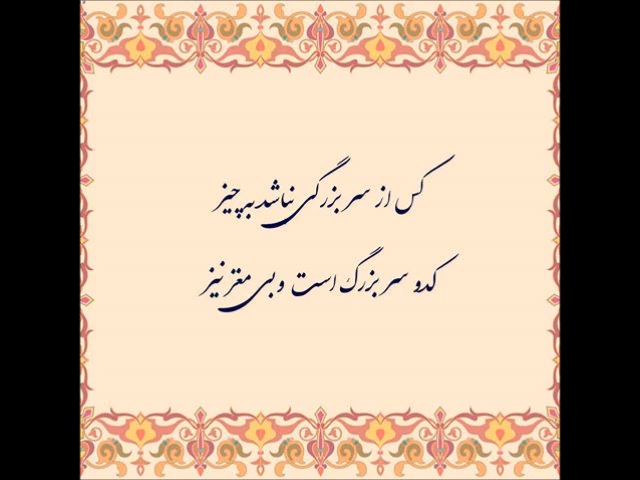 کس از سر بزرگی نباشد به چیز
کدو سر بزرگ است و بی مغز نیز